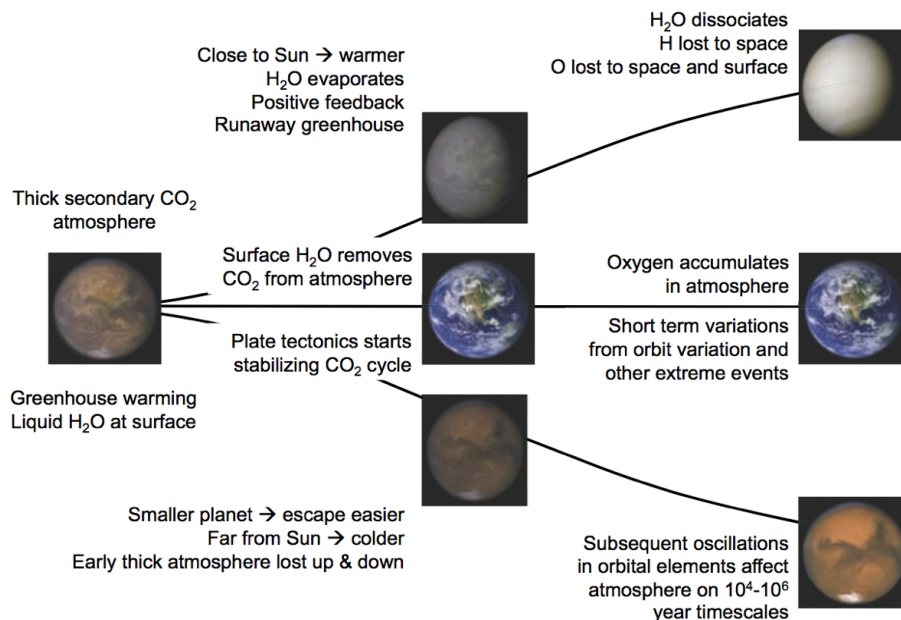 Thick secondary CO₂
atmosphere
Greenhouse warming
Liquid H₂O at surface
Close to Sun → warmer
H₂O evaporates
Positive feedback
Runaway greenhouse
H₂O dissociates
H lost to space
O lost to space and surface
Surface H₂O removes
CO₂ from atmosphere
Plate tectonics starts
stabilizing CO₂ cycle
Oxygen accumulates
in atmosphere
Short term variations
from orbit variation and
other extreme events
Smaller planet → escape easier
Far from Sun → colder
Early thick atmosphere lost up & down
Subsequent oscillations
in orbital elements affect
atmosphere on 10⁴-10⁶
year timescales